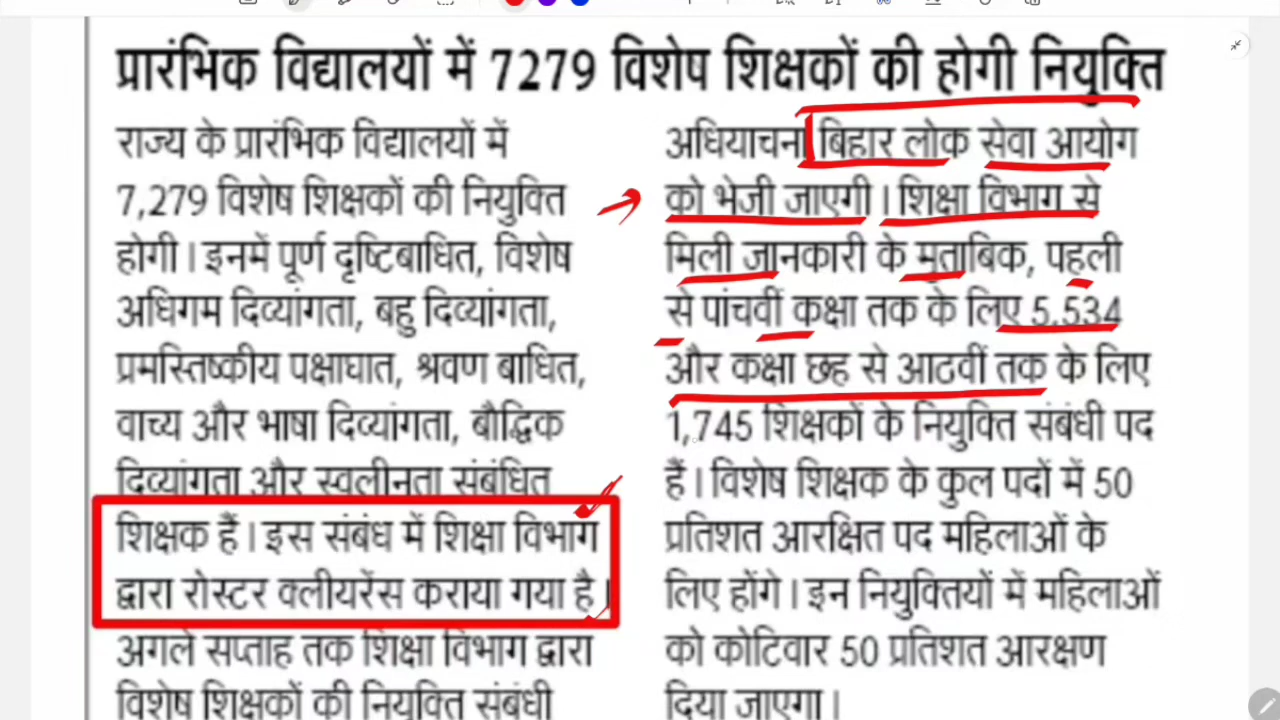 प्रारंभिक विद्यालयों में 7279 विशेष शिक्षकों की होगी नियुक्ति
राज्य के प्रारंभिक विद्यालयों में
7,279 विशेष शिक्षकों की नियुक्ति
होगी । इनमें पूर्ण दृष्टिबाधित, विशेष
अधिगम दिव्यांगता, बहु दिव्यांगता,
प्रमस्तिष्कीय पक्षाघात, श्रवण बाधित,
वाच्य और भाषा दिव्यांगता, बौद्धिक
दिव्यांगता और स्वलीनता संबंधित
शिक्षक हैं । इस संबंध में शिक्षा विभाग
द्वारा रोस्टर क्लीयरेंस कराया गया है ।
अगले सप्ताह तक शिक्षा विभाग द्वारा
विशेष शिक्षकों की नियुक्ति संबंधी
अधियाचना बिहार लोक सेवा आयोग
को भेजी जाएगी । शिक्षा विभाग से
मिली जानकारी के मुताबिक, पहली
से पांचवीं कक्षा तक के लिए 5,534
और कक्षा छह से आठवीं तक के लिए
1,745 शिक्षकों के नियुक्ति संबंधी पद
हैं । विशेष शिक्षक के कुल पदों में 50
प्रतिशत आरक्षित पद महिलाओं के
लिए होंगे । इन नियुक्तियों में महिलाओं
को कोटिवार 50 प्रतिशत आरक्षण
दिया जाएगा ।